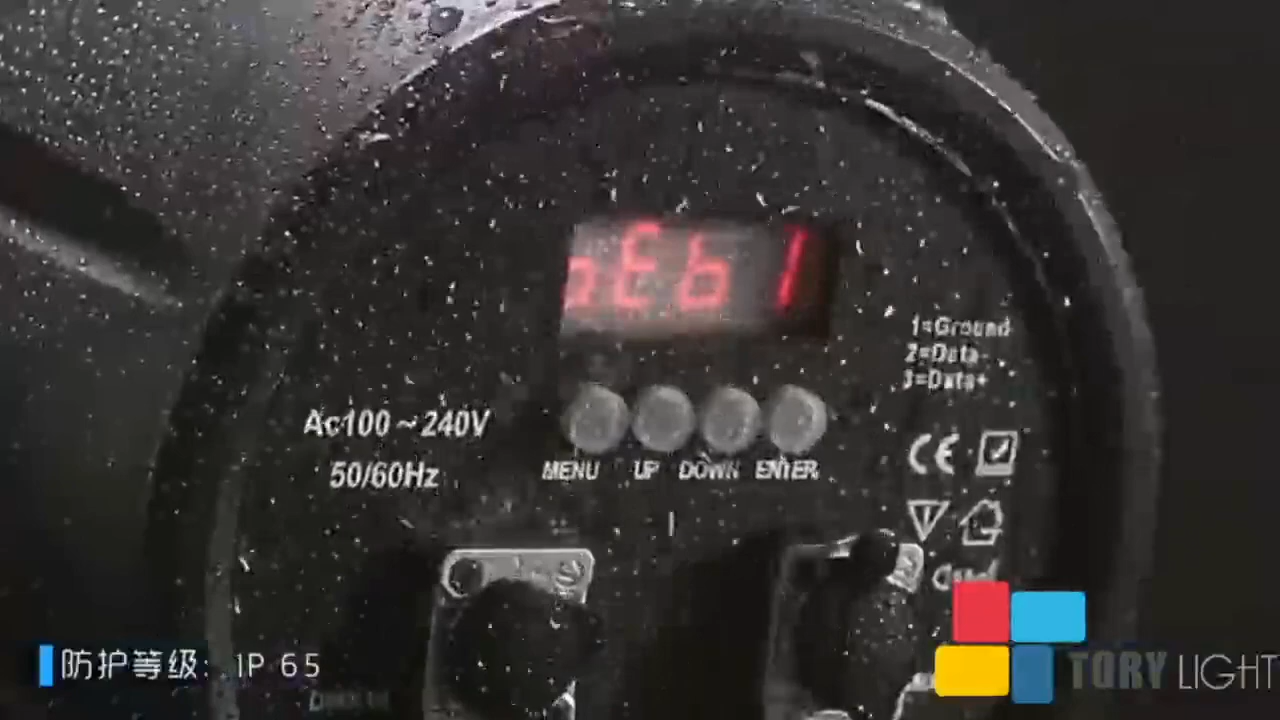 1=Ground
2=Data-
3=Data+
Ac100~240V
50/60Hz
MENU UP DOWN ENTER
CE
防护等级: IP 65
TORY LIGHT